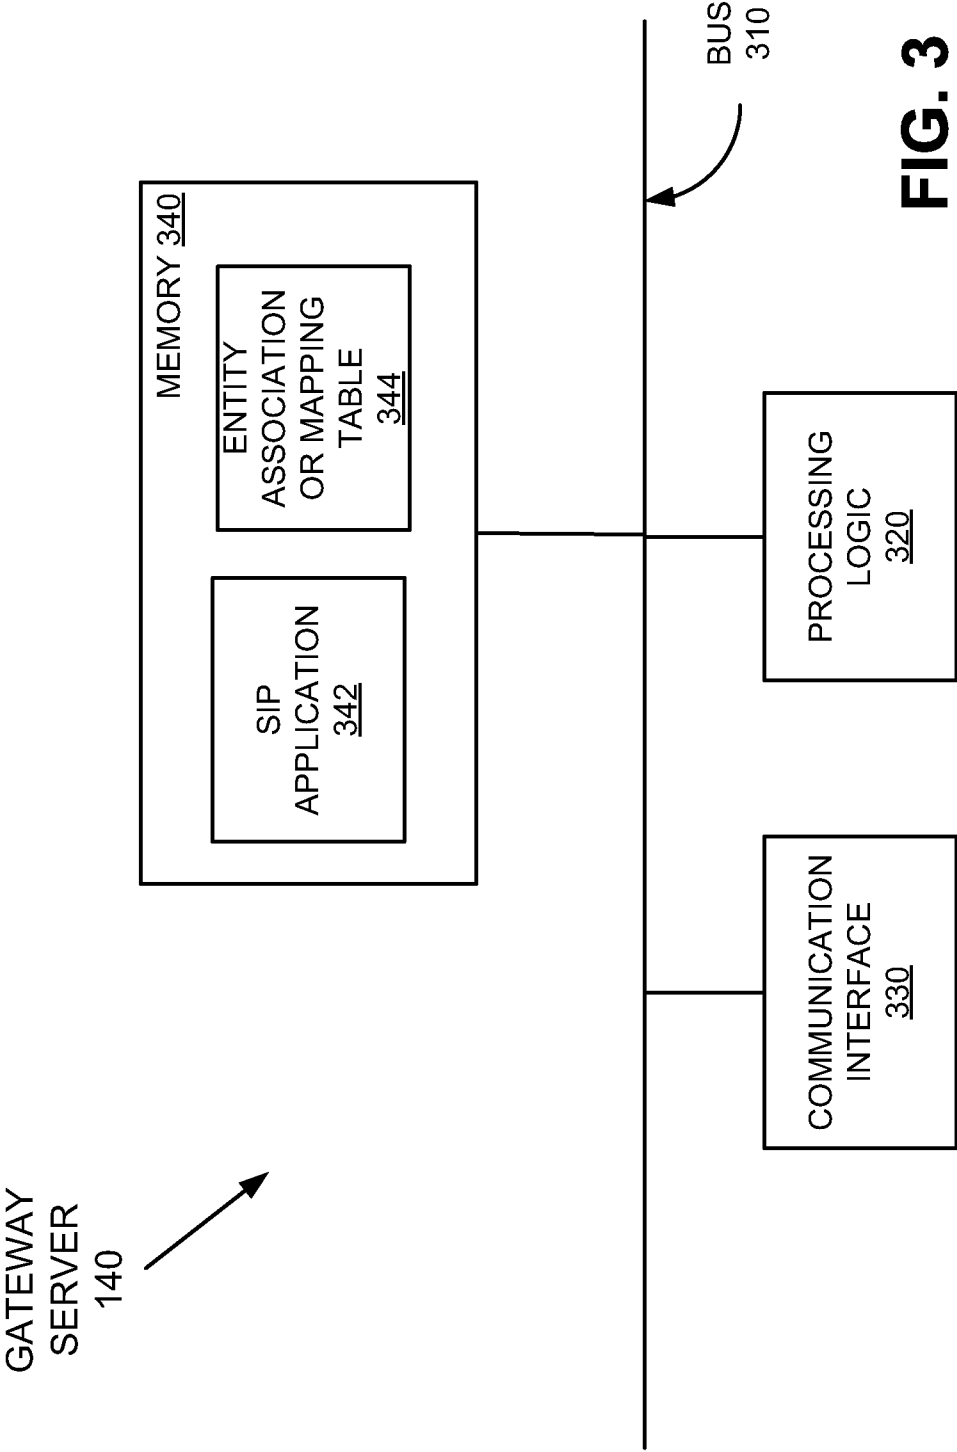 GATEWAY
SERVER
140
MEMORY 340
SIP
APPLICATION
342
ENTITY
ASSOCIATION
OR MAPPING
TABLE
344
BUS
310
COMMUNICATION
INTERFACE
330
PROCESSING
LOGIC
320
FIG. 3